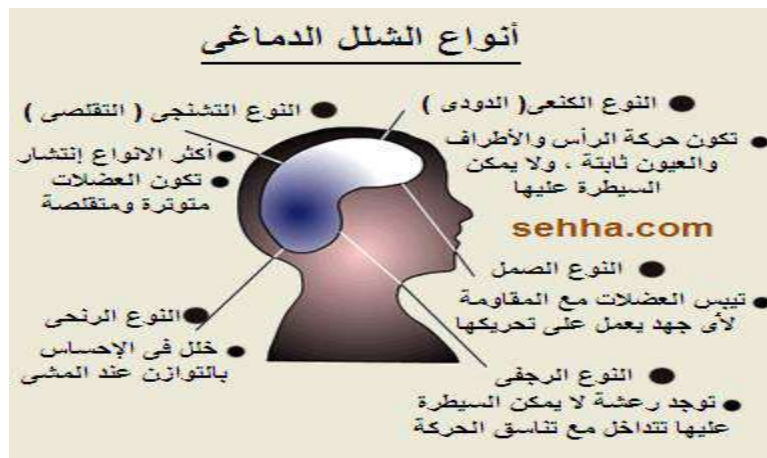 أنواع الشلل الدماغى
النوع الكنعى( الدودى )
تكون حركة الرأس والأطراف
والعيون ثابتة ، ولا يمكن
السيطرة عليها
النوع التشنجى ( التقلصى )
أكثر الانواع إنتشار
تكون العضلات
متوترة ومتقلصة
sehha.com
النوع الصمل
تيبس العضلات مع المقاومة
لأى جهد يعمل على تحريكها
النوع الرنحى
خلل فى الإحساس
بالتوازن عند المشى
النوع الرجفى
توجد رعشة لا يمكن السيطرة
عليها تتداخل مع تناسق الحركة